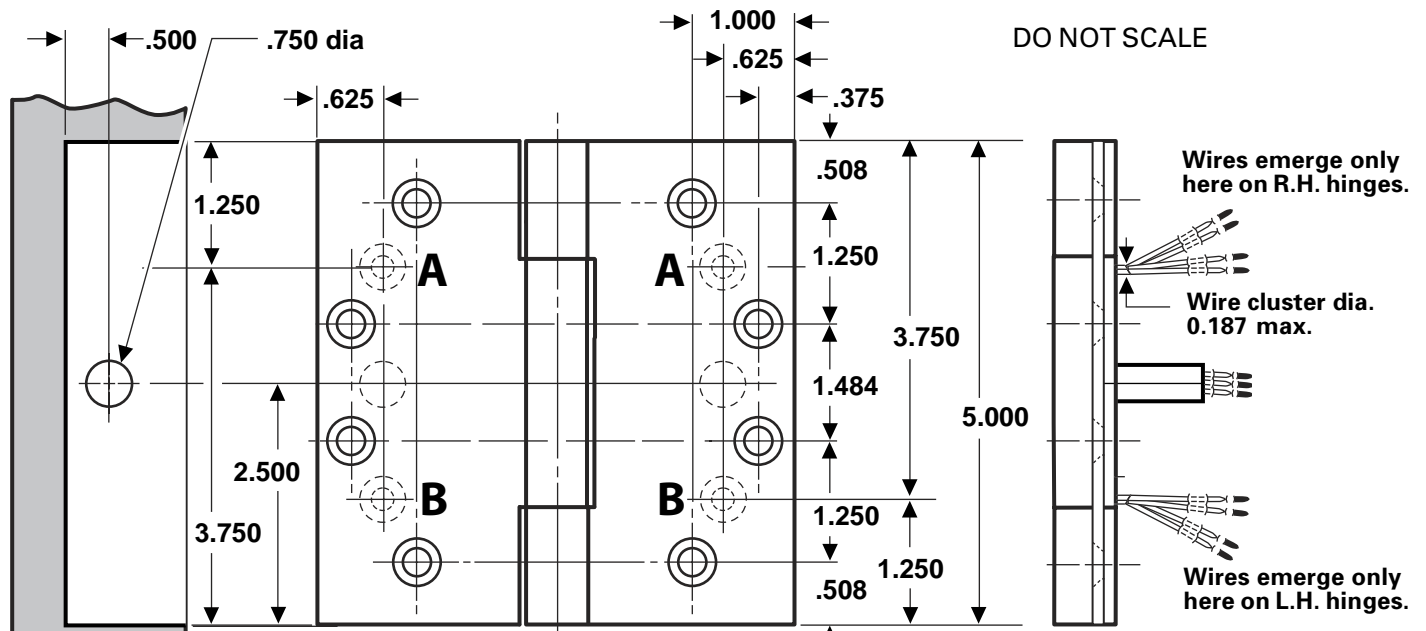 .500
.750 dia
1.000
DO NOT SCALE
.625
.625
.375
.508
Wires emerge only
here on R.H. hinges.
1.250
1.250
A
A
Wire cluster dia.
0.187 max.
3.750
1.484
5.000
2.500
B
B
1.250
3.750
1.250
.508
Wires emerge only
here on L.H. hinges.